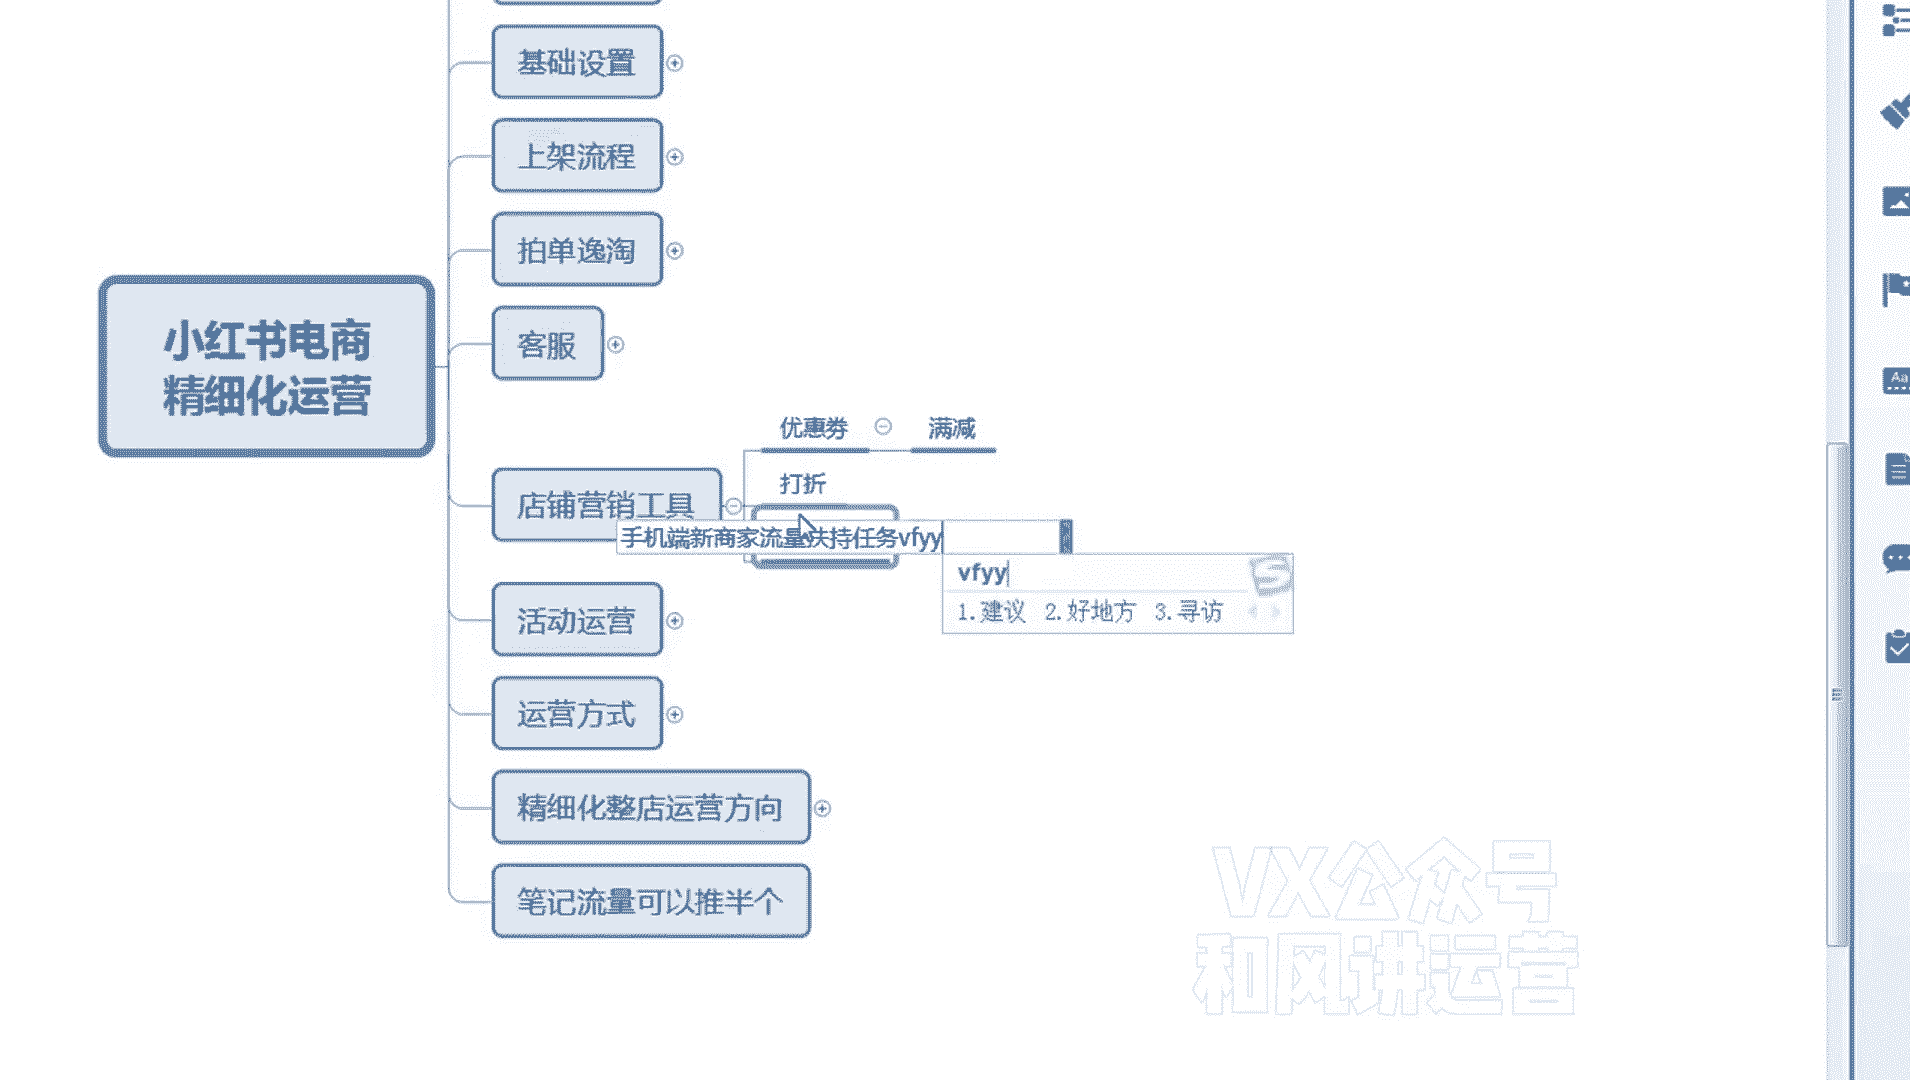 基础设置
上架流程
拍单逸淘
小红书电商
精细化运营
客服
优惠券
满减
打折
店铺营销工具
手机端新商家流量扶持任务vfyy
vfyy
1.建议 2.好地方 3.寻访
活动运营
运营方式
精细化整店运营方向
笔记流量可以推半个
VX公众号
和风讲运营
Aa
S